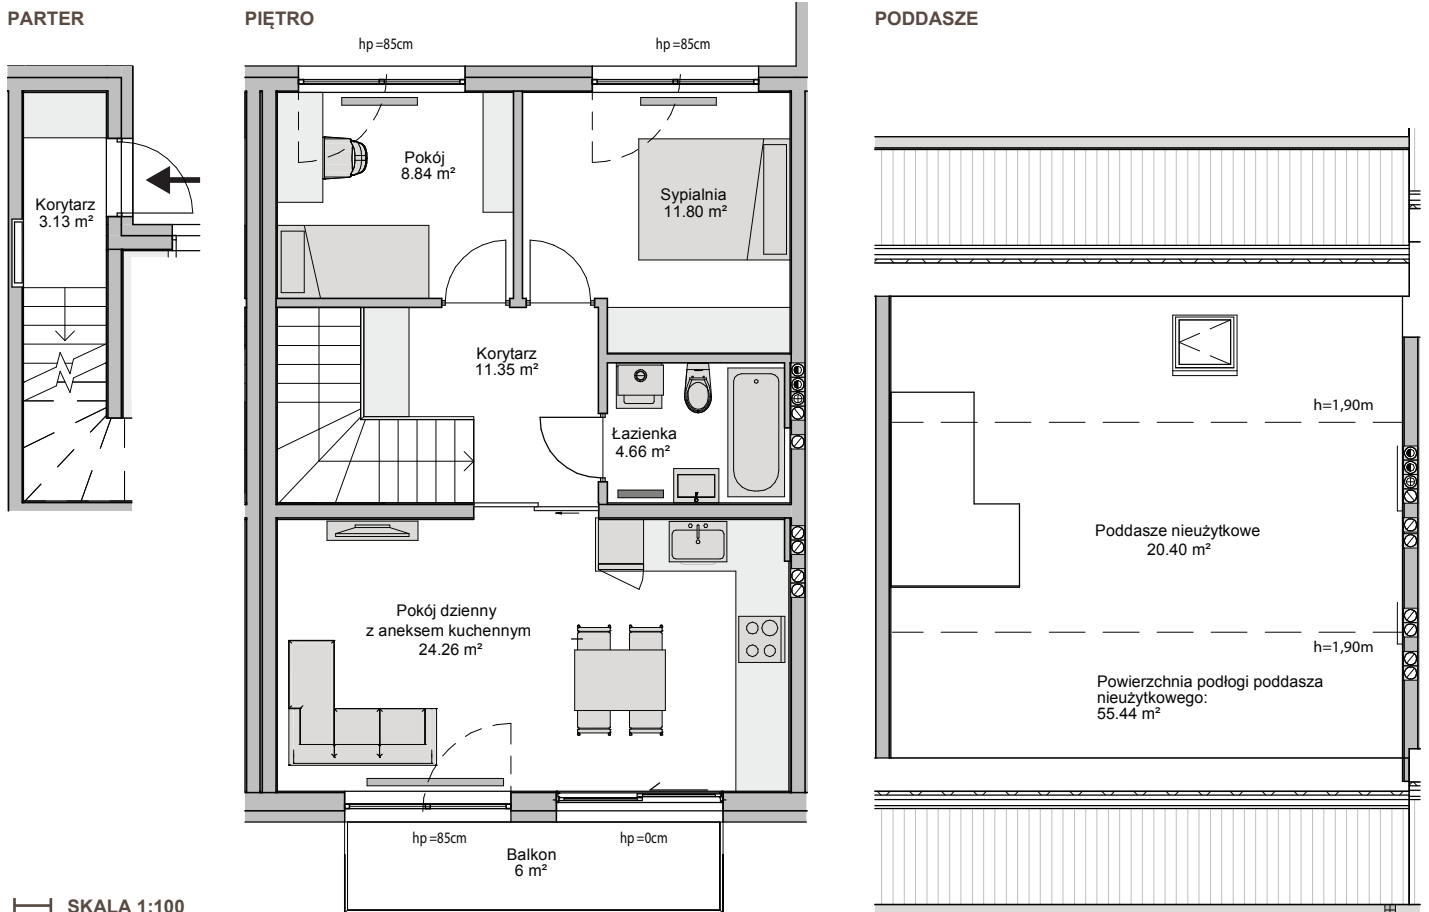 PARTER
PIĘTRO
PODDASZE
hp=85cm
hp=85cm
Pokój
8.84 m²
Sypialnia
11.80 m²
Korytarz
3.13 m²
Korytarz
11.35 m²
Łazienka
4.66 m²
h=1,90m
Poddasze nieużytkowe
20.40 m²
Pokój dzienny
z aneksem kuchennym
24.26 m²
h=1,90m
Powierzchnia podłogi poddasza
nieużytkowego:
55.44 m²
hp=85cm
hp=0cm
Balkon
6 m²
SKALA 1:100